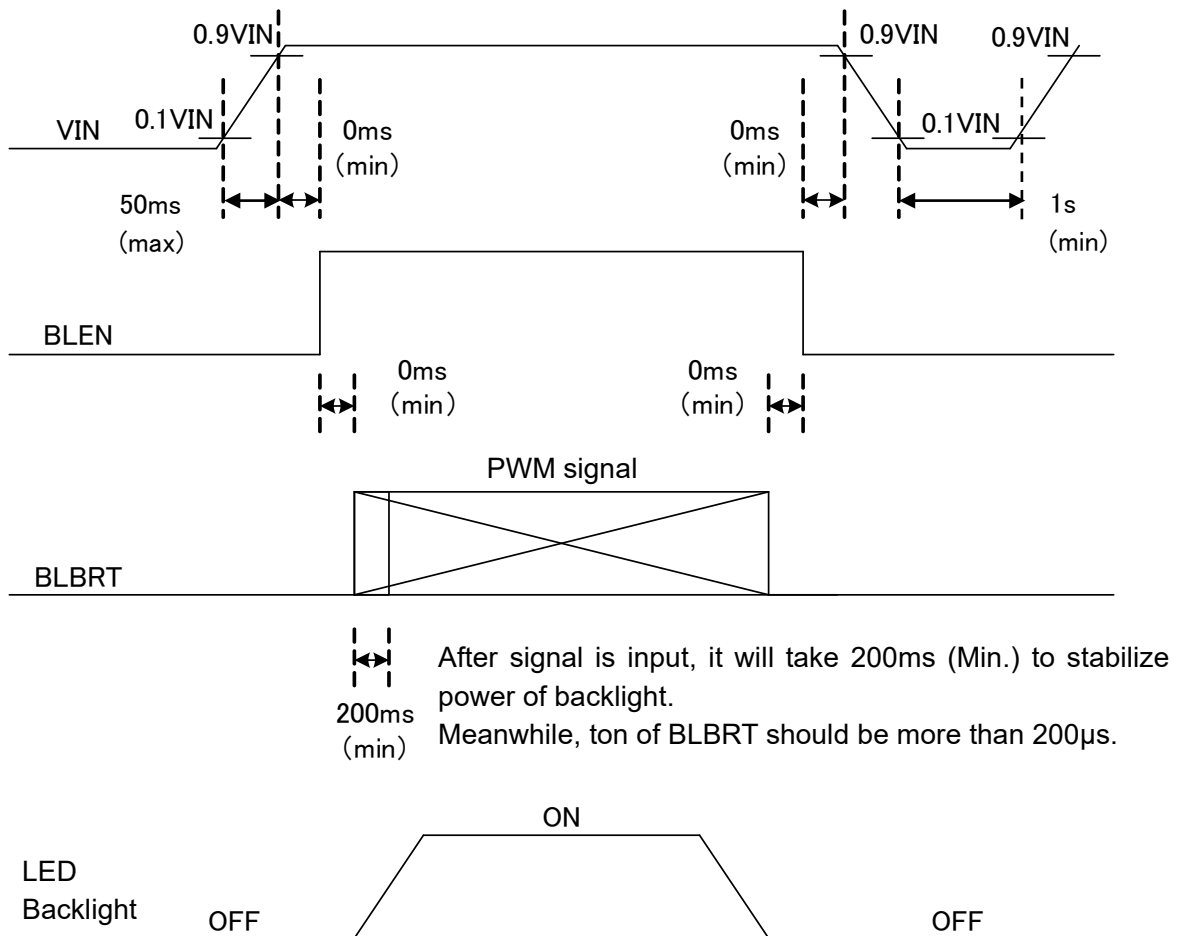 0.9VIN
0.9VIN
0.9VIN
VIN
0.1VIN
0ms
(min)
0ms
(min)
0.1VIN
50ms
(max)
1s
(min)
BLEN
0ms
(min)
0ms
(min)
PWM signal
BLBRT
200ms
(min)
After signal is input, it will take 200ms (Min.) to stabilize
power of backlight.
Meanwhile, ton of BLBRT should be more than 200µs.
ON
LED
Backlight
OFF
OFF